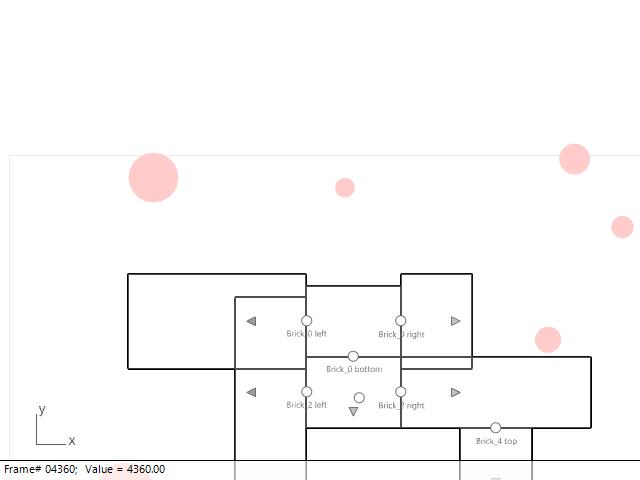 Brick_0 left
Brick_0 right
Brick_0 bottom
Brick_2 left
Brick_2 right
Brick_4 top
y
x
Frame# 04360; Value = 4360.00